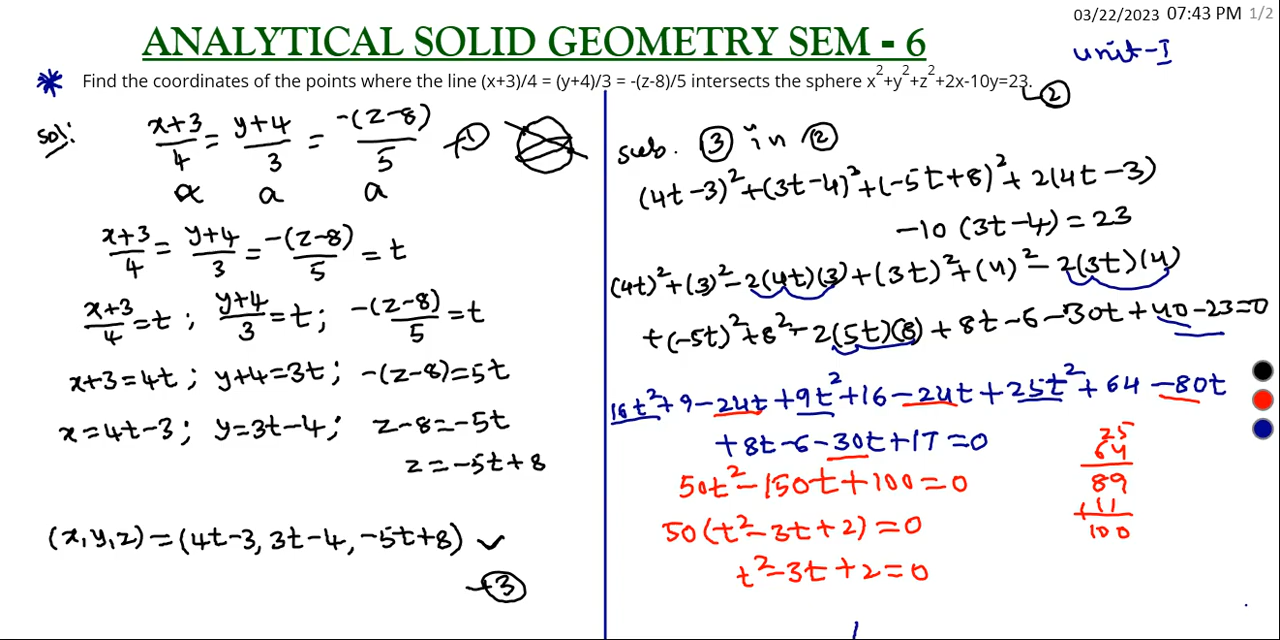 03/22/2023 07:43 PM 1/2
ANALYTICAL SOLID GEOMETRY SEM - 6
unit-I
* Find the coordinates of the points where the line (x+3)/4 = (y+4)/3 = -(z-8)/5 intersects the sphere x²+y²+z²+2x-10y=23. ②
Sol: (x+3)/4 = (y+4)/3 = -(z-8)/5 ①
a a a
(x+3)/4 = (y+4)/3 = -(z-8)/5 = t
(x+3)/4 = t ; (y+4)/3 = t ; -(z-8)/5 = t
x+3=4t ; y+4=3t ; -(z-8)=5t
x=4t-3 ; y=3t-4 ; z-8=-5t
z=-5t+8
(x,y,z)=(4t-3, 3t-4, -5t+8) ✓
③
sub. ③ in ②
(4t-3)²+(3t-4)²+(-5t+8)²+2(4t-3)
-10(3t-4)=23
(4t)²+(3)²-2(4t)(3)+(3t)²+(4)²-2(3t)(4)
+(-5t)²+8²-2(5t)(8)+8t-6-30t+40-23=0
16t²+9-24t+9t²+16-24t+25t²+64-80t
+8t-6-30t+17=0
50t²-150t+100=0
50(t²-3t+2)=0
t²-3t+2=0
25
64
89
+11
100